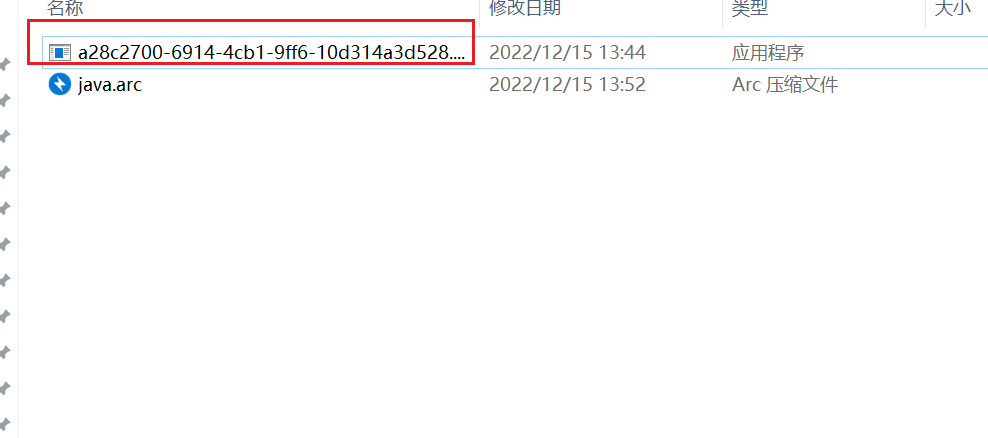 名称 修改日期 类型 大小
a28c2700-6914-4cb1-9ff6-10d314a3d528.... 2022/12/15 13:44 应用程序
java.arc 2022/12/15 13:52 Arc 压缩文件